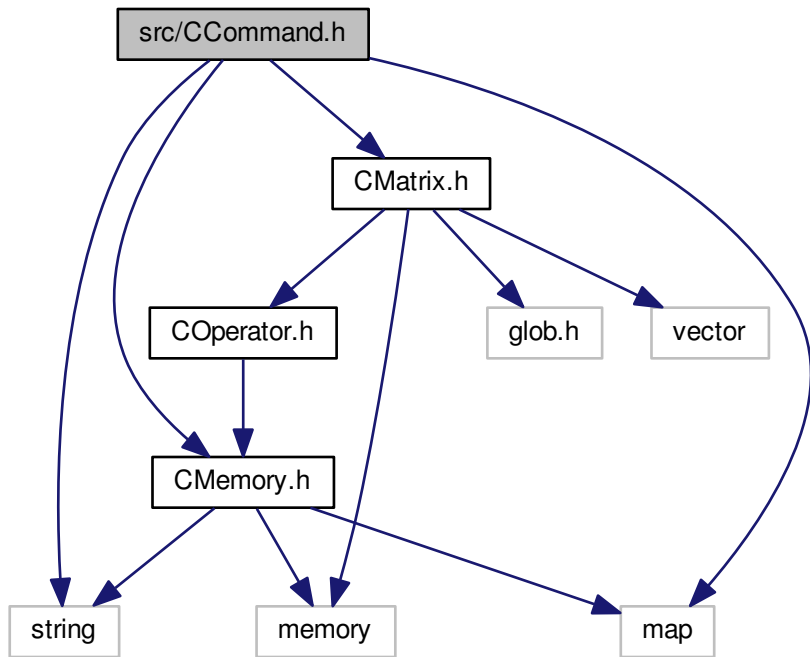 src/CCommand.h
CMatrix.h
COperator.h
glob.h
vector
CMemory.h
string
memory
map